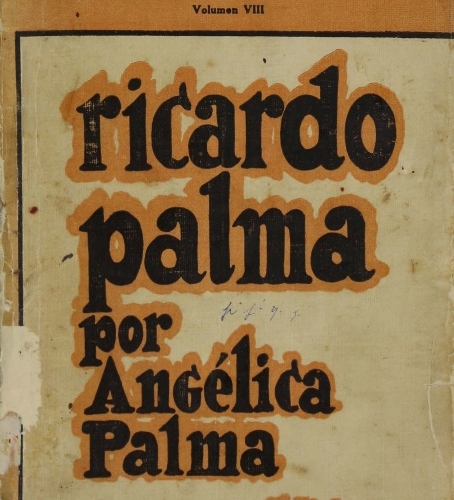 Volumen VIII
ricardo
palma
por
Angélica
Palma